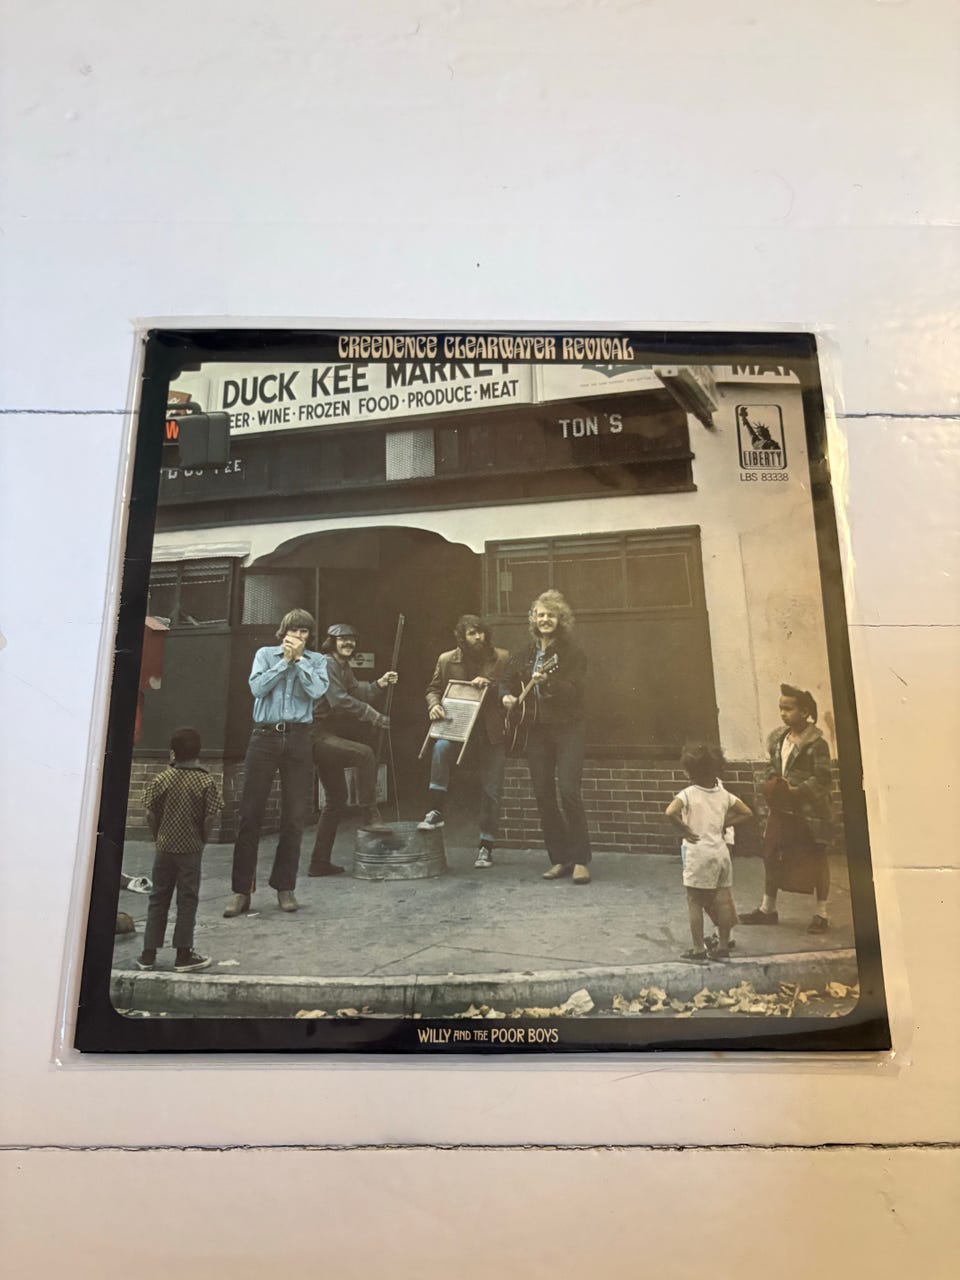 CREEDENCE CLEARWATER REVIVAL
DUCK KEE MARKET
EER · WINE · FROZEN FOOD · PRODUCE · MEAT
MAR
TON'S
LIBERTY
LBS 83338
WILLY AND THE POOR BOYS